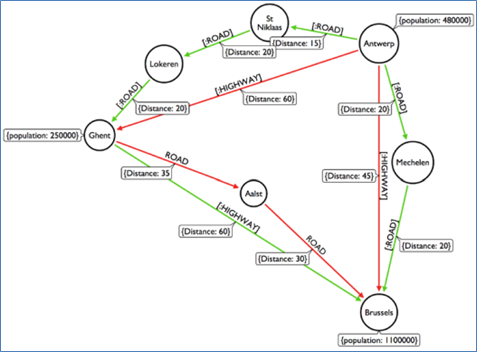 St
Niklaas
{population: 480000}
[:ROAD]
[:ROAD]
{Distance: 15}
Antwerp
{Distance: 20}
Lokeren
[:ROAD]
[:HIGHWAY]
{Distance: 60}
{Distance: 20}
{Distance: 20}
[:ROAD]
{population: 250000}
Ghent
ROAD
{Distance: 35}
[:HIGHWAY]
{Distance: 45}
Mechelen
Aalst
[:HIGHWAY]
{Distance: 60}
ROAD
[:ROAD]
{Distance: 20}
{Distance: 30}
Brussels
{population: 1100000}